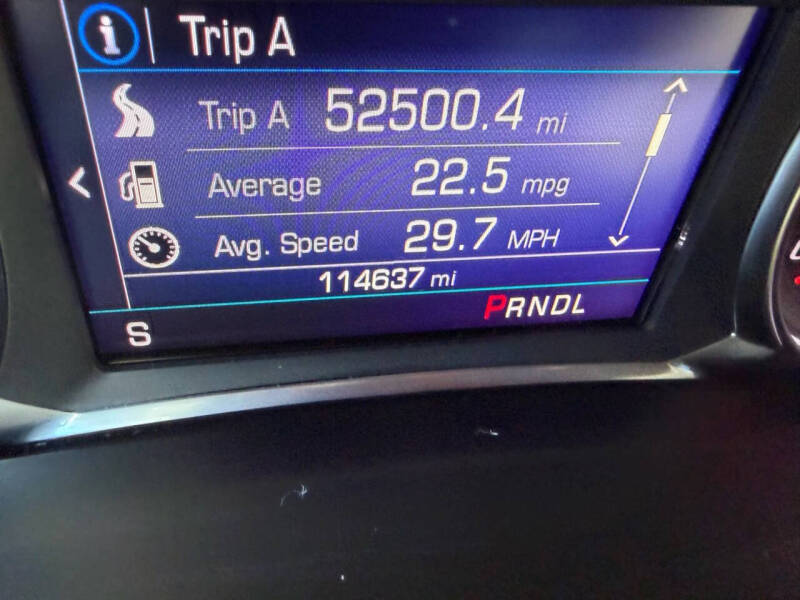 i Trip A
Trip A 52500.4 mi
Average 22.5 mpg
Avg. Speed 29.7 MPH
114637 mi
S PRNDL